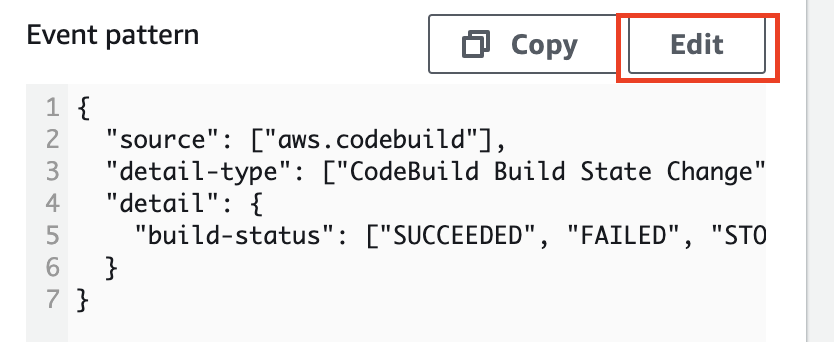 Event pattern
Copy
Edit
1 {
2 "source": ["aws.codebuild"],
3 "detail-type": ["CodeBuild Build State Change"
4 "detail": {
5 "build-status": ["SUCCEEDED", "FAILED", "STO
6 }
7 }